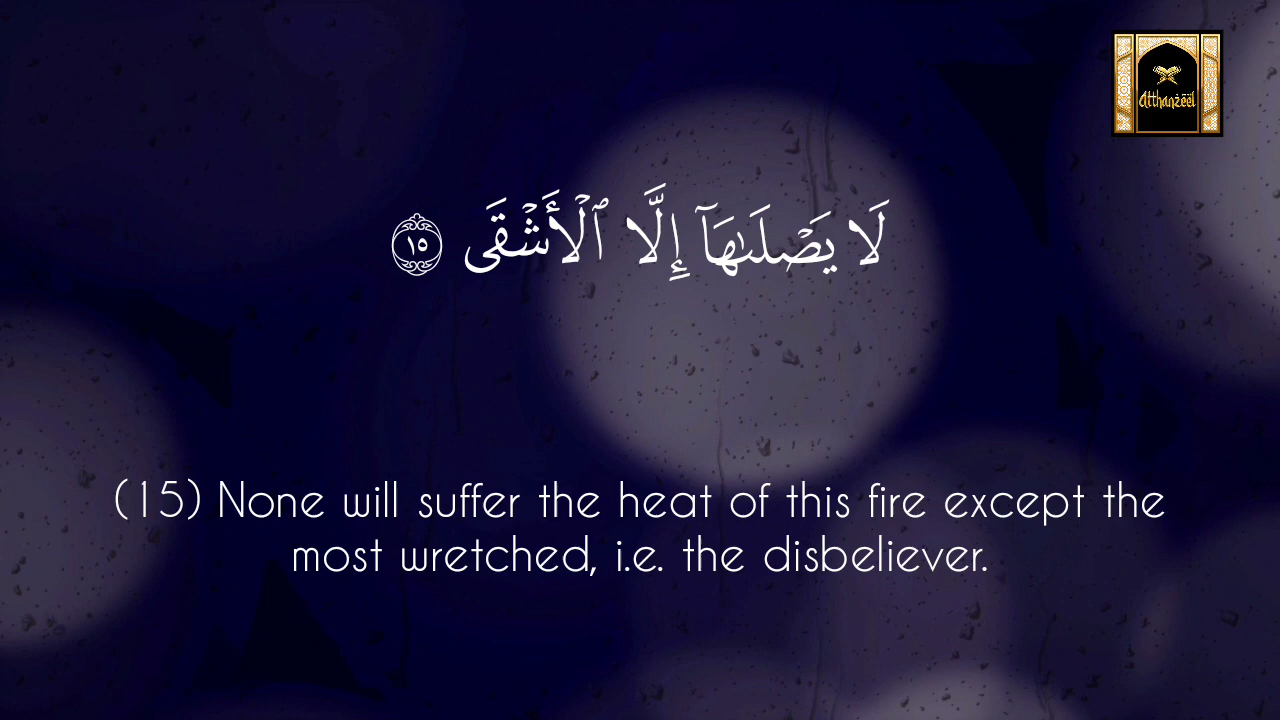 Atthanzeel
لَا يَصْلَىٰهَآ إِلَّا ٱلْأَشْقَى ١٥
(15) None will suffer the heat of this fire except the
most wretched, i.e. the disbeliever.